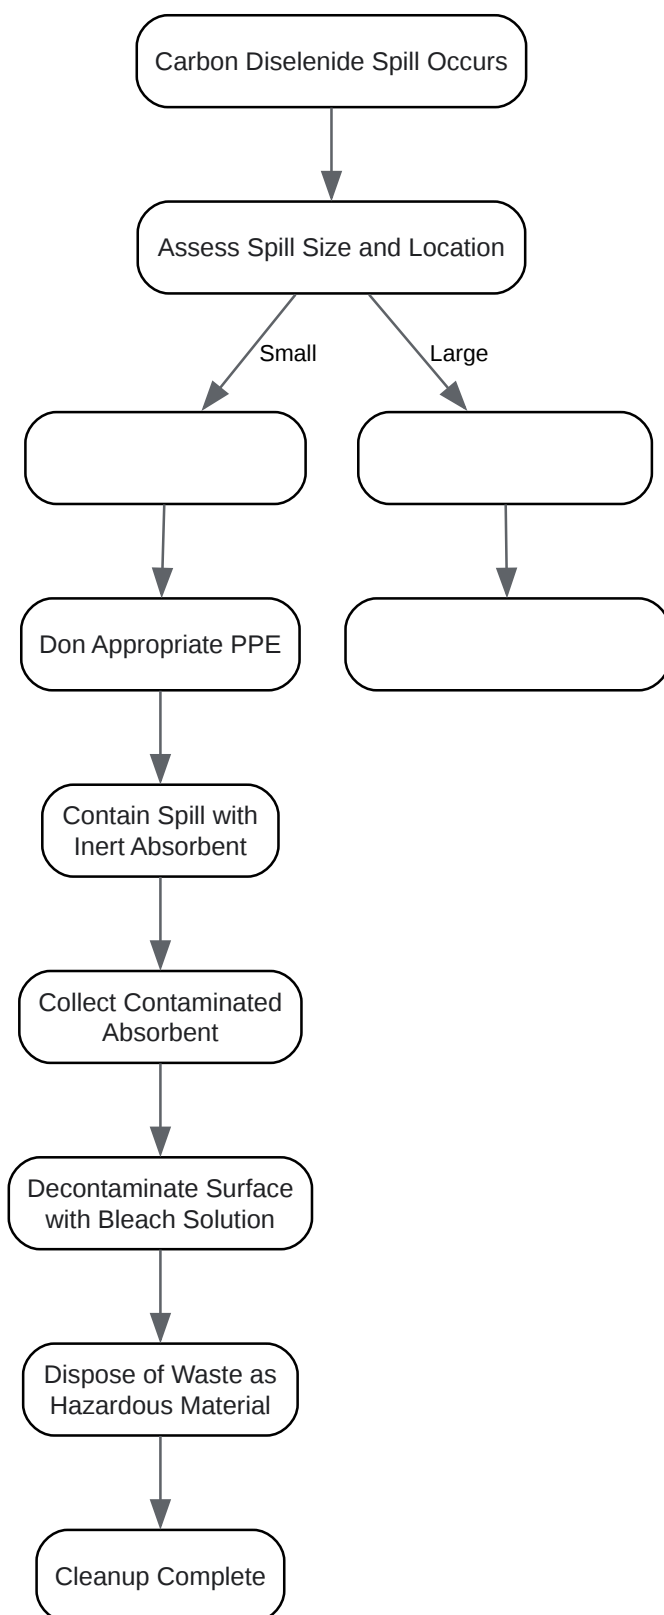 Carbon Diselenide Spill Occurs
Assess Spill Size and Location
Small
Large
Don Appropriate PPE
Contain Spill with
Inert Absorbent
Collect Contaminated
Absorbent
Decontaminate Surface
with Bleach Solution
Dispose of Waste as
Hazardous Material
Cleanup Complete